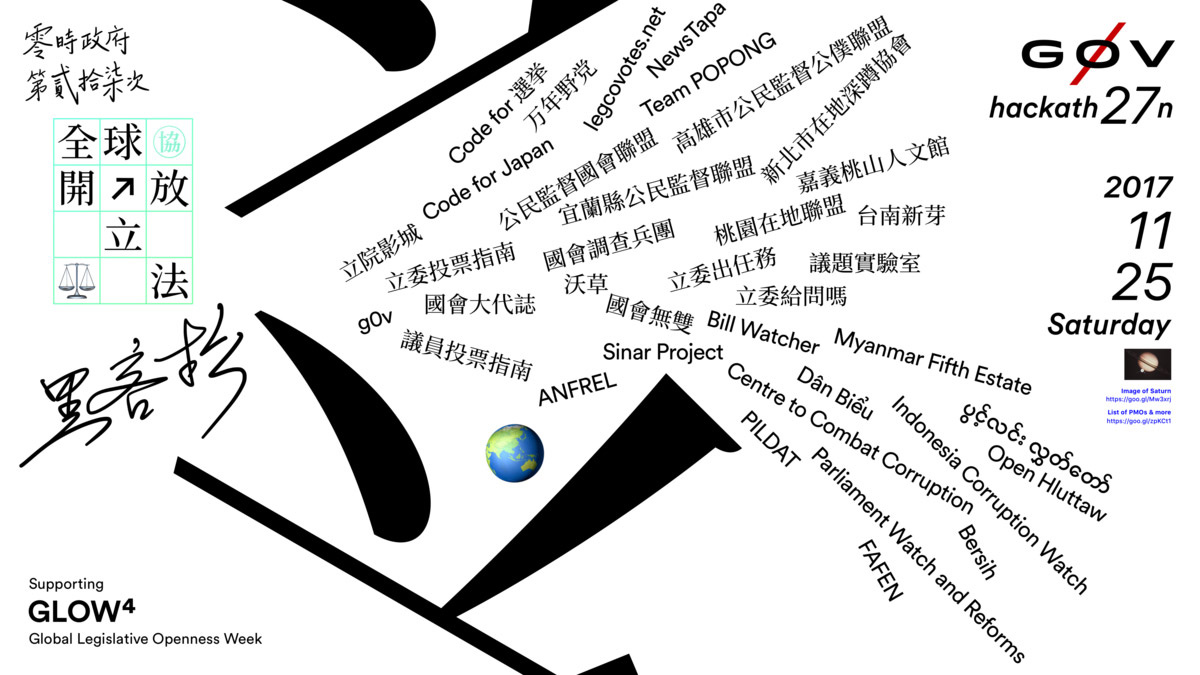 零時政府
第貳拾柒次
全球協
開↗放
立
法
點客松
Supporting
GLOW⁴
Global Legislative Openness Week
Code for 選挙
万年野党
legcovotes.net
NewsTapa
Team POPONG
高雄市公民監督公僕聯盟
新北市在地深蹲協會
Code for Japan
公民監督國會聯盟
宜蘭縣公民監督聯盟
嘉義桃山人文館
立院影城
立委投票指南
國會調查兵團
桃園在地聯盟
台南新芽
沃草
立委出任務
議題實驗室
g0v
國會大代誌
國會無雙
立委給問嗎
議員投票指南
Sinar Project
Bill Watcher
Myanmar Fifth Estate
ANFREL
Centre to Combat Corruption
Dân Biểu
Indonesia Corruption Watch
ပွင့်လင်း လွှတ်တော်
Open Hluttaw
PILDAT
Parliament Watch and Reforms
Bersih
FAFEN
GØV
hackath27n
2017
11
25
Saturday
Image of Saturn
https://goo.gl/Mw3xrj
List of PMOs & more
https://goo.gl/zpKCt1